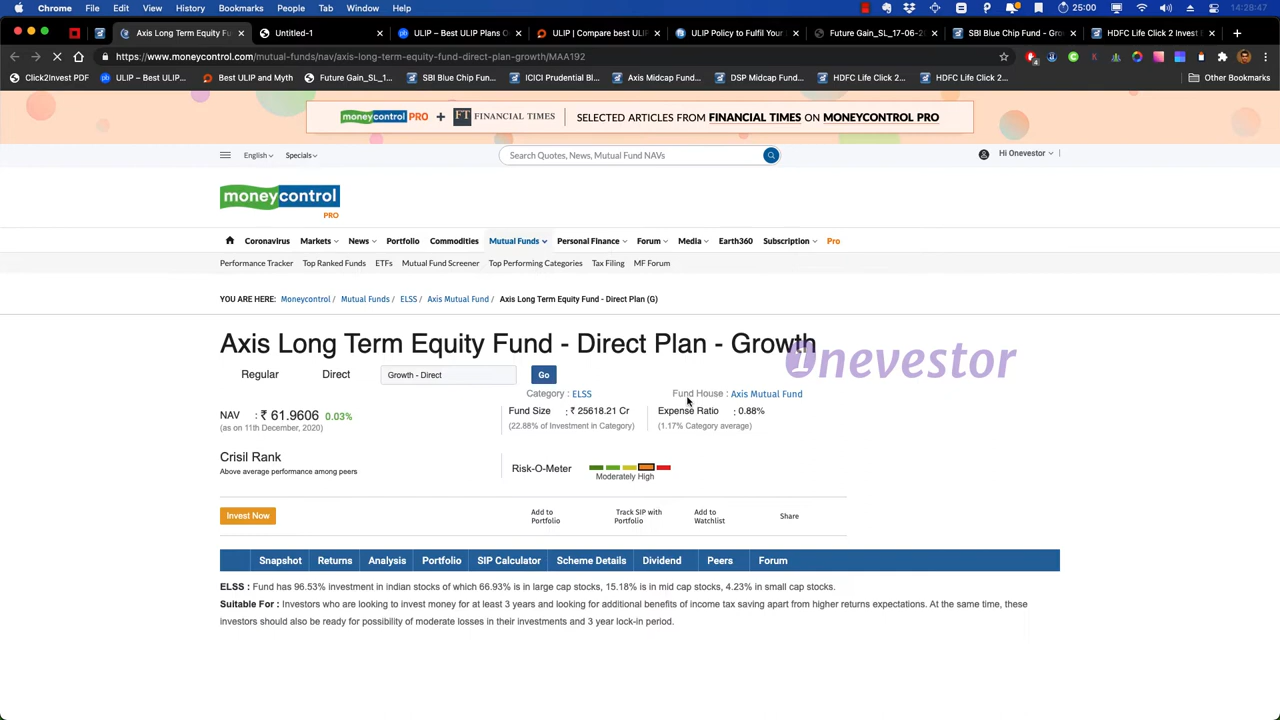 Chrome File Edit View History Bookmarks Profiles Tab Window Help
25:00 14:28:47
Axis Long Term Equity Fu
Untitled-1
ULIP – Best ULIP Plans O
ULIP | Compare best ULIP
ULIP Policy to Fulfil Your
Future Gain_SL_17-06-2
SBI Blue Chip Fund - Gro
HDFC Life Click 2 Invest
https://www.moneycontrol.com/mutual-funds/nav/axis-long-term-equity-fund-direct-plan-growth/MAA192
Click2Invest PD
ULIP – Best ULIP...
Best ULIP Myth
Future Gain_SL_1...
SBI Blue Chip Fun...
ICICI Prudential Bl...
Axis Midcap Fund...
DSP Midcap Fund...
HDFC Life Click 2...
HDFC Life Click 2...
Other Bookmarks
moneycontrol PRO + FT FINANCIAL TIMES SELECTED ARTICLES FROM FINANCIAL TIMES ON MONEYCONTROL PRO
English Specials Search Quotes, News, Mutual Fund NAVs Hi Onevestor
moneycontrol
PRO
Coronavirus Markets News Portfolio Commodities Mutual Funds Personal Finance Forum Media Earth360 Subscription Pro
Performance Tracker Top Ranked Funds ETFs Mutual Fund Screener Top Performing Categories Tax Filing MF Forum
YOU ARE HERE: Moneycontrol / Mutual Funds / ELSS / Axis Mutual Fund / Axis Long Term Equity Fund - Direct Plan (G)
Axis Long Term Equity Fund - Direct Plan - Growth
1nevestor
Regular Direct Growth - Direct Go
Category : ELSS Fund House : Axis Mutual Fund
NAV : ₹ 61.9606 0.03%
(as on 11th December, 2020)
Fund Size : ₹ 25618.21 Cr
(22.88% of Investment in Category)
Expense Ratio : 0.88%
(1.17% Category average)
Crisil Rank
Above average performance among peers
Risk-O-Meter
Moderately High
Invest Now
Add to
Portfolio
Track SIP with
Portfolio
Add to
Watchlist
Share
Snapshot Returns Analysis Portfolio SIP Calculator Scheme Details Dividend Peers Forum
ELSS : Fund has 96.53% investment in indian stocks of which 66.93% is in large cap stocks, 15.18% is in mid cap stocks, 4.23% in small cap stocks.
Suitable For : Investors who are looking to invest money for at least 3 years and looking for additional benefits of income tax saving apart from higher returns expectations. At the same time, these
investors should also be ready for possibility of moderate losses in their investments and 3 year lock-in period.